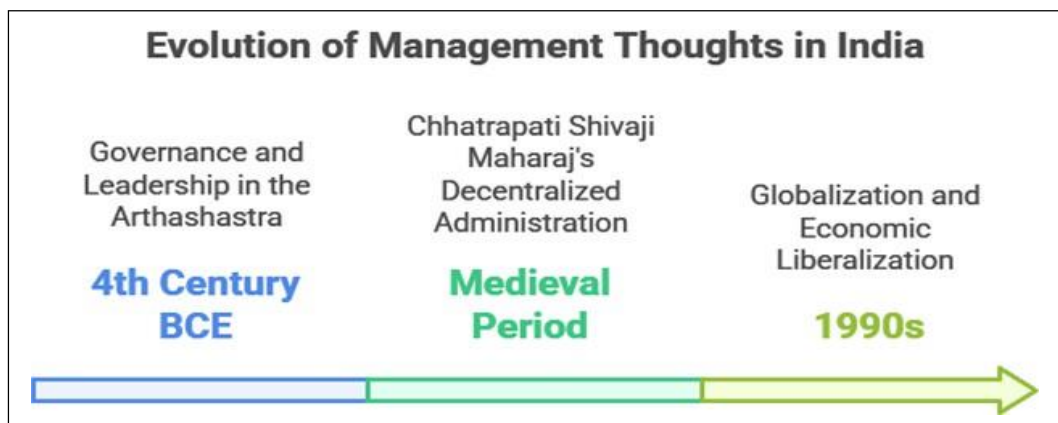 Evolution of Management Thoughts in India
Governance and
Leadership in the
Arthashastra
4th Century
BCE
Chhatrapati Shivaji
Maharaj's
Decentralized
Administration
Medieval
Period
Globalization and
Economic
Liberalization
1990s